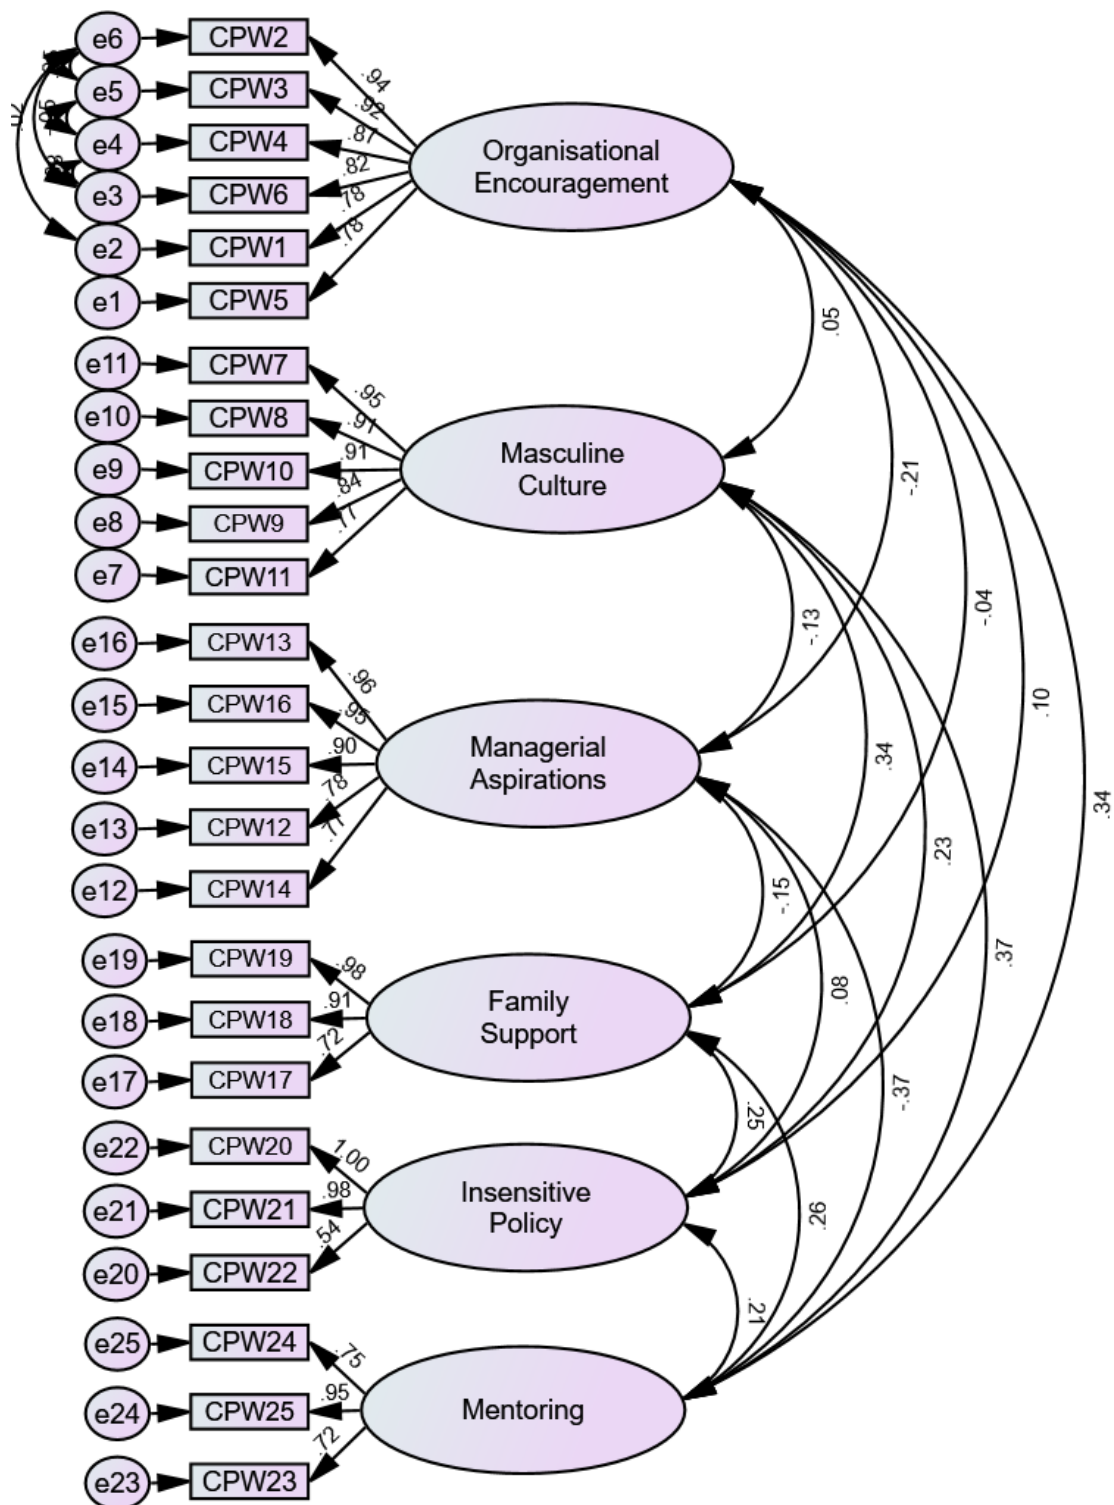 e6
CPW2
.94
e5
CPW3
.92
e4
CPW4
.87
e3
CPW6
.82
e2
CPW1
.78
e1
CPW5
.78
Organisational
Encouragement
e11
CPW7
.95
e10
CPW8
.91
e9
CPW10
.91
e8
CPW9
.84
e7
CPW11
.77
Masculine
Culture
e16
CPW13
.96
e15
CPW16
.95
e14
CPW15
.90
e13
CPW12
.78
e12
CPW14
.77
Managerial
Aspirations
e19
CPW19
.98
e18
CPW18
.91
e17
CPW17
.72
Family
Support
e22
CPW20
1.00
e21
CPW21
.98
e20
CPW22
.54
Insensitive
Policy
e25
CPW24
.75
e24
CPW25
.95
e23
CPW23
.72
Mentoring
.05
-.21
-.04
.10
.34
-.13
.34
.23
.37
-.15
.08
-.37
.25
.26
.21